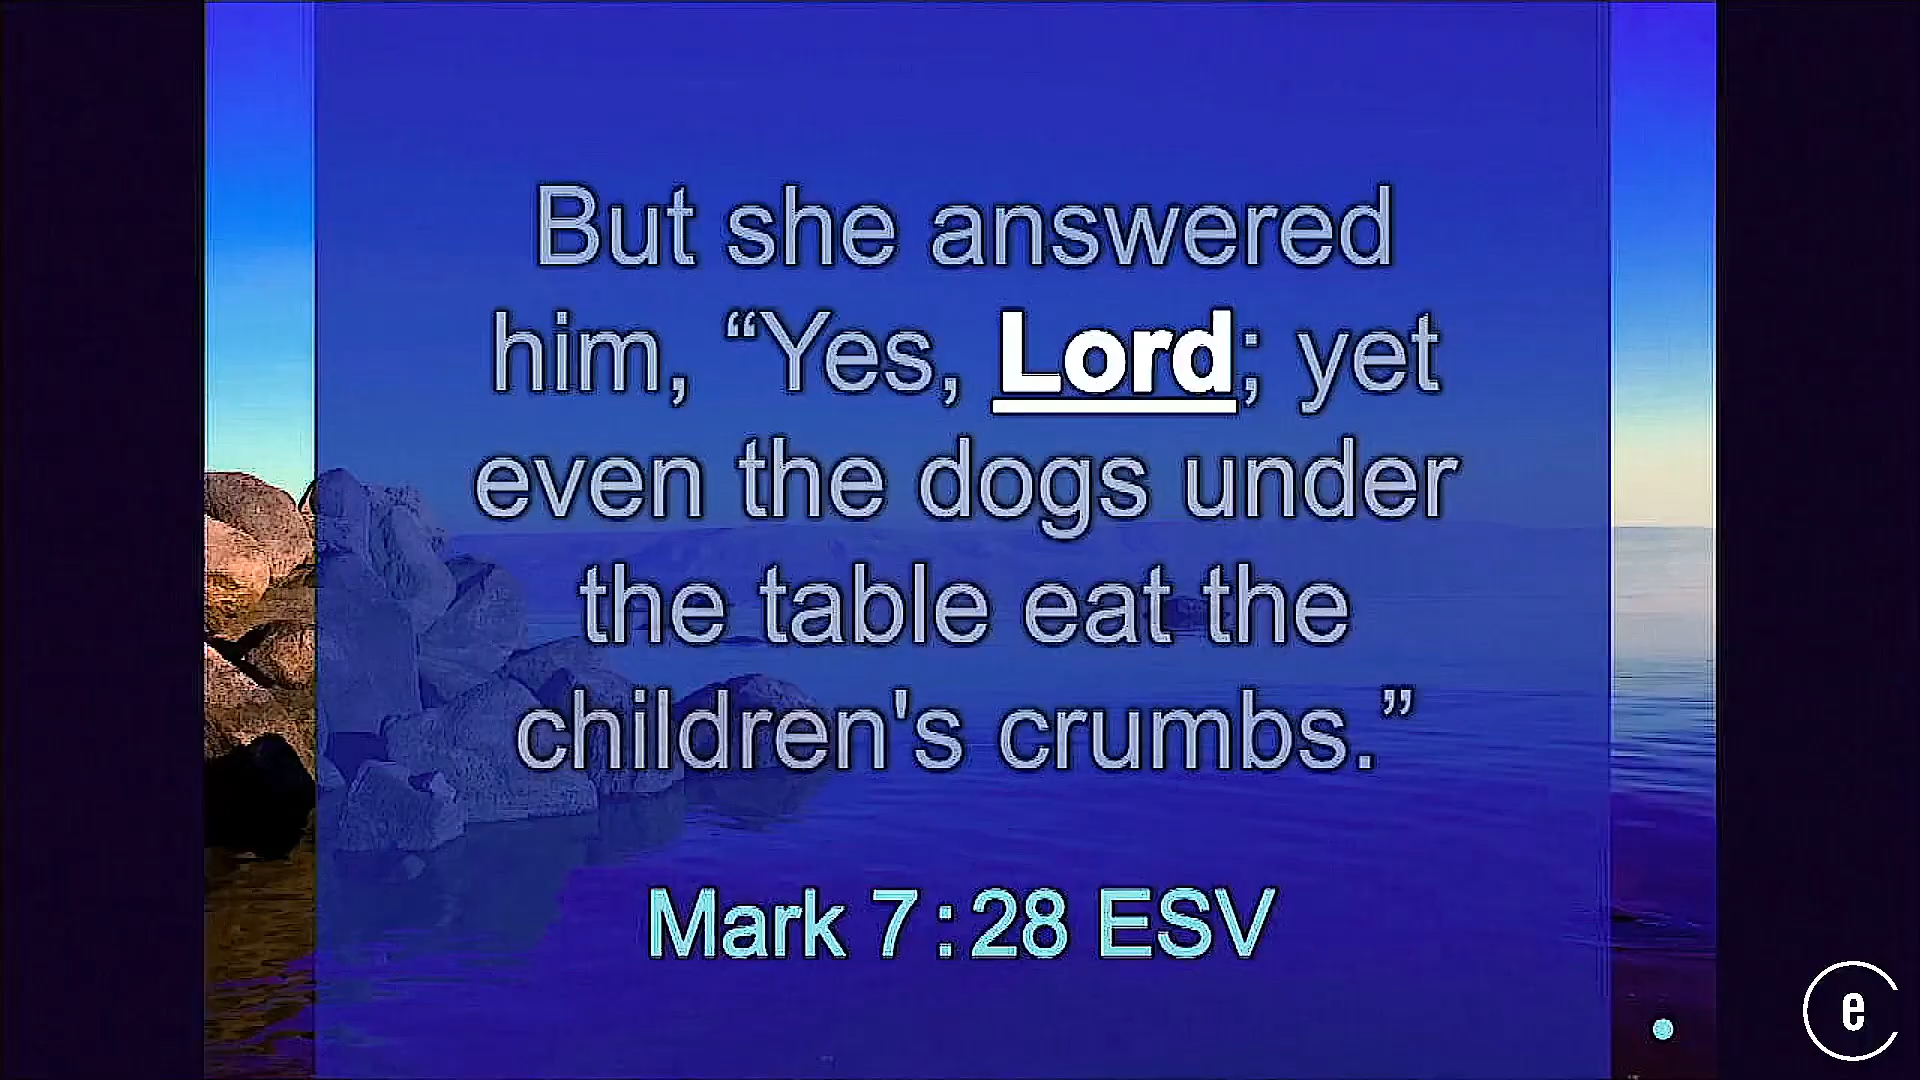 But she answered
him, “Yes, Lord; yet
even the dogs under
the table eat the
children's crumbs.”
Mark 7:28 ESV
e